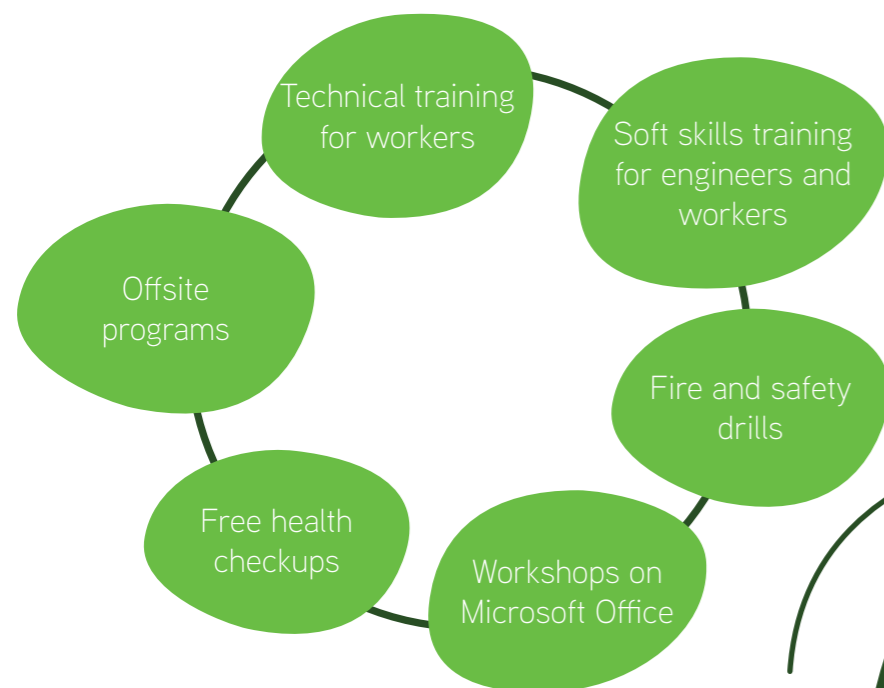 Technical training
for workers
Soft skills training
for engineers and
workers
Offsite
programs
Fire and safety
drills
Free health
checkups
Workshops on
Microsoft Office